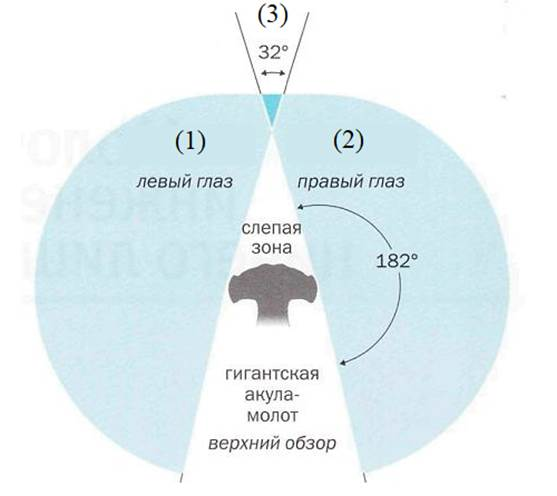 (3)
32°
(1)
(2)
левый глаз
правый глаз
слепая
зона
182°
гигантская
акула-
молот
верхний обзор